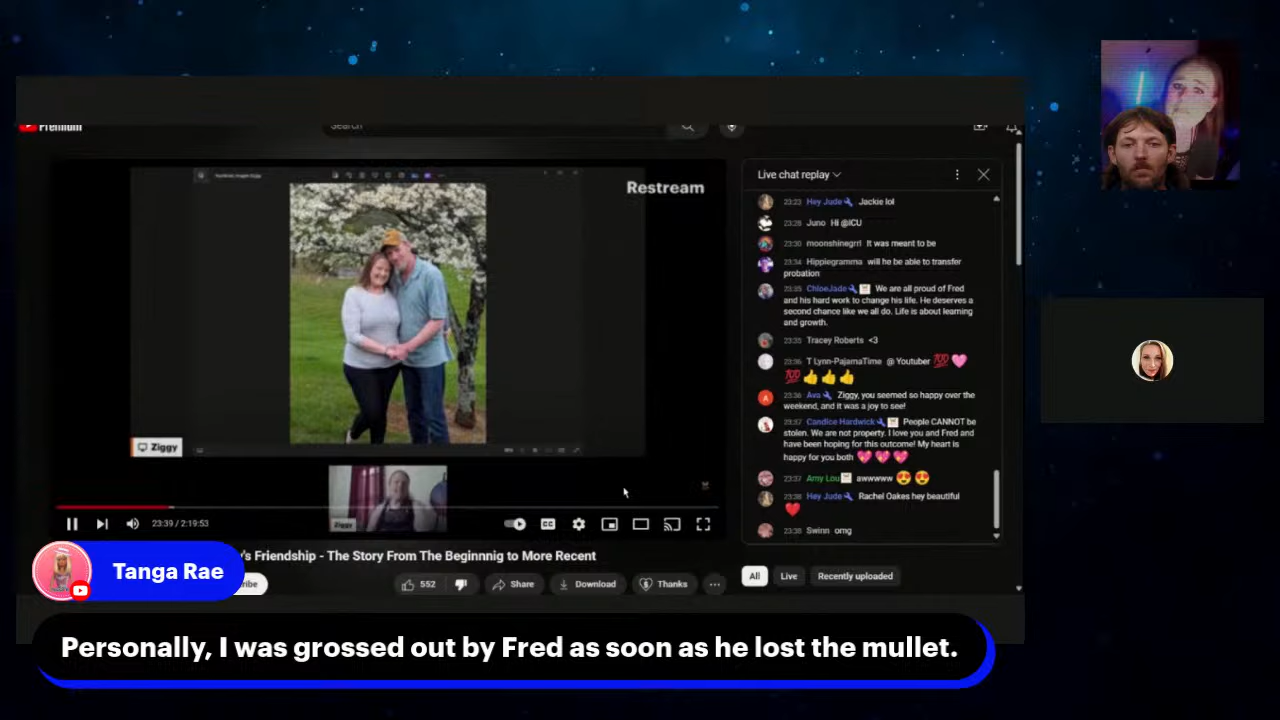 Premium
Search
Restream
Ziggy
23:39 / 2:19:53
CC
's Friendship - The Story From The Beginnnig to More Recent
552
Share
Download
Thanks
Live chat replay
23:23 Hey Jude Jackie lol
23:28 Juno Hi @ICU
23:30 moonshinegrrl It was meant to be
23:34 Hippiegramma will he be able to transfer
probation
23:35 ChloeJade We are all proud of Fred
and his hard work to change his life. He deserves a
second chance like we all do. Life is about learning
and growth.
23:35 Tracey Roberts <3
23:36 T Lynn-PajamaTime @ Youtuber 💯💗
💯👍👍👍
A
23:36 Ava Ziggy, you seemed so happy over the
weekend, and it was a joy to see!
23:37 Candice Hardwick People CANNOT be
stolen. We are not property. I love you and Fred and
have been hoping for this outcome! My heart is
happy for you both 💖💖💖
23:37 Amy Lou awwwww 😍😍
23:38 Hey Jude Rachel Oakes hey beautiful
❤️
23:38 Swinn omg
All
Live
Recently uploaded
Tanga Rae
Personally, I was grossed out by Fred as soon as he lost the mullet.